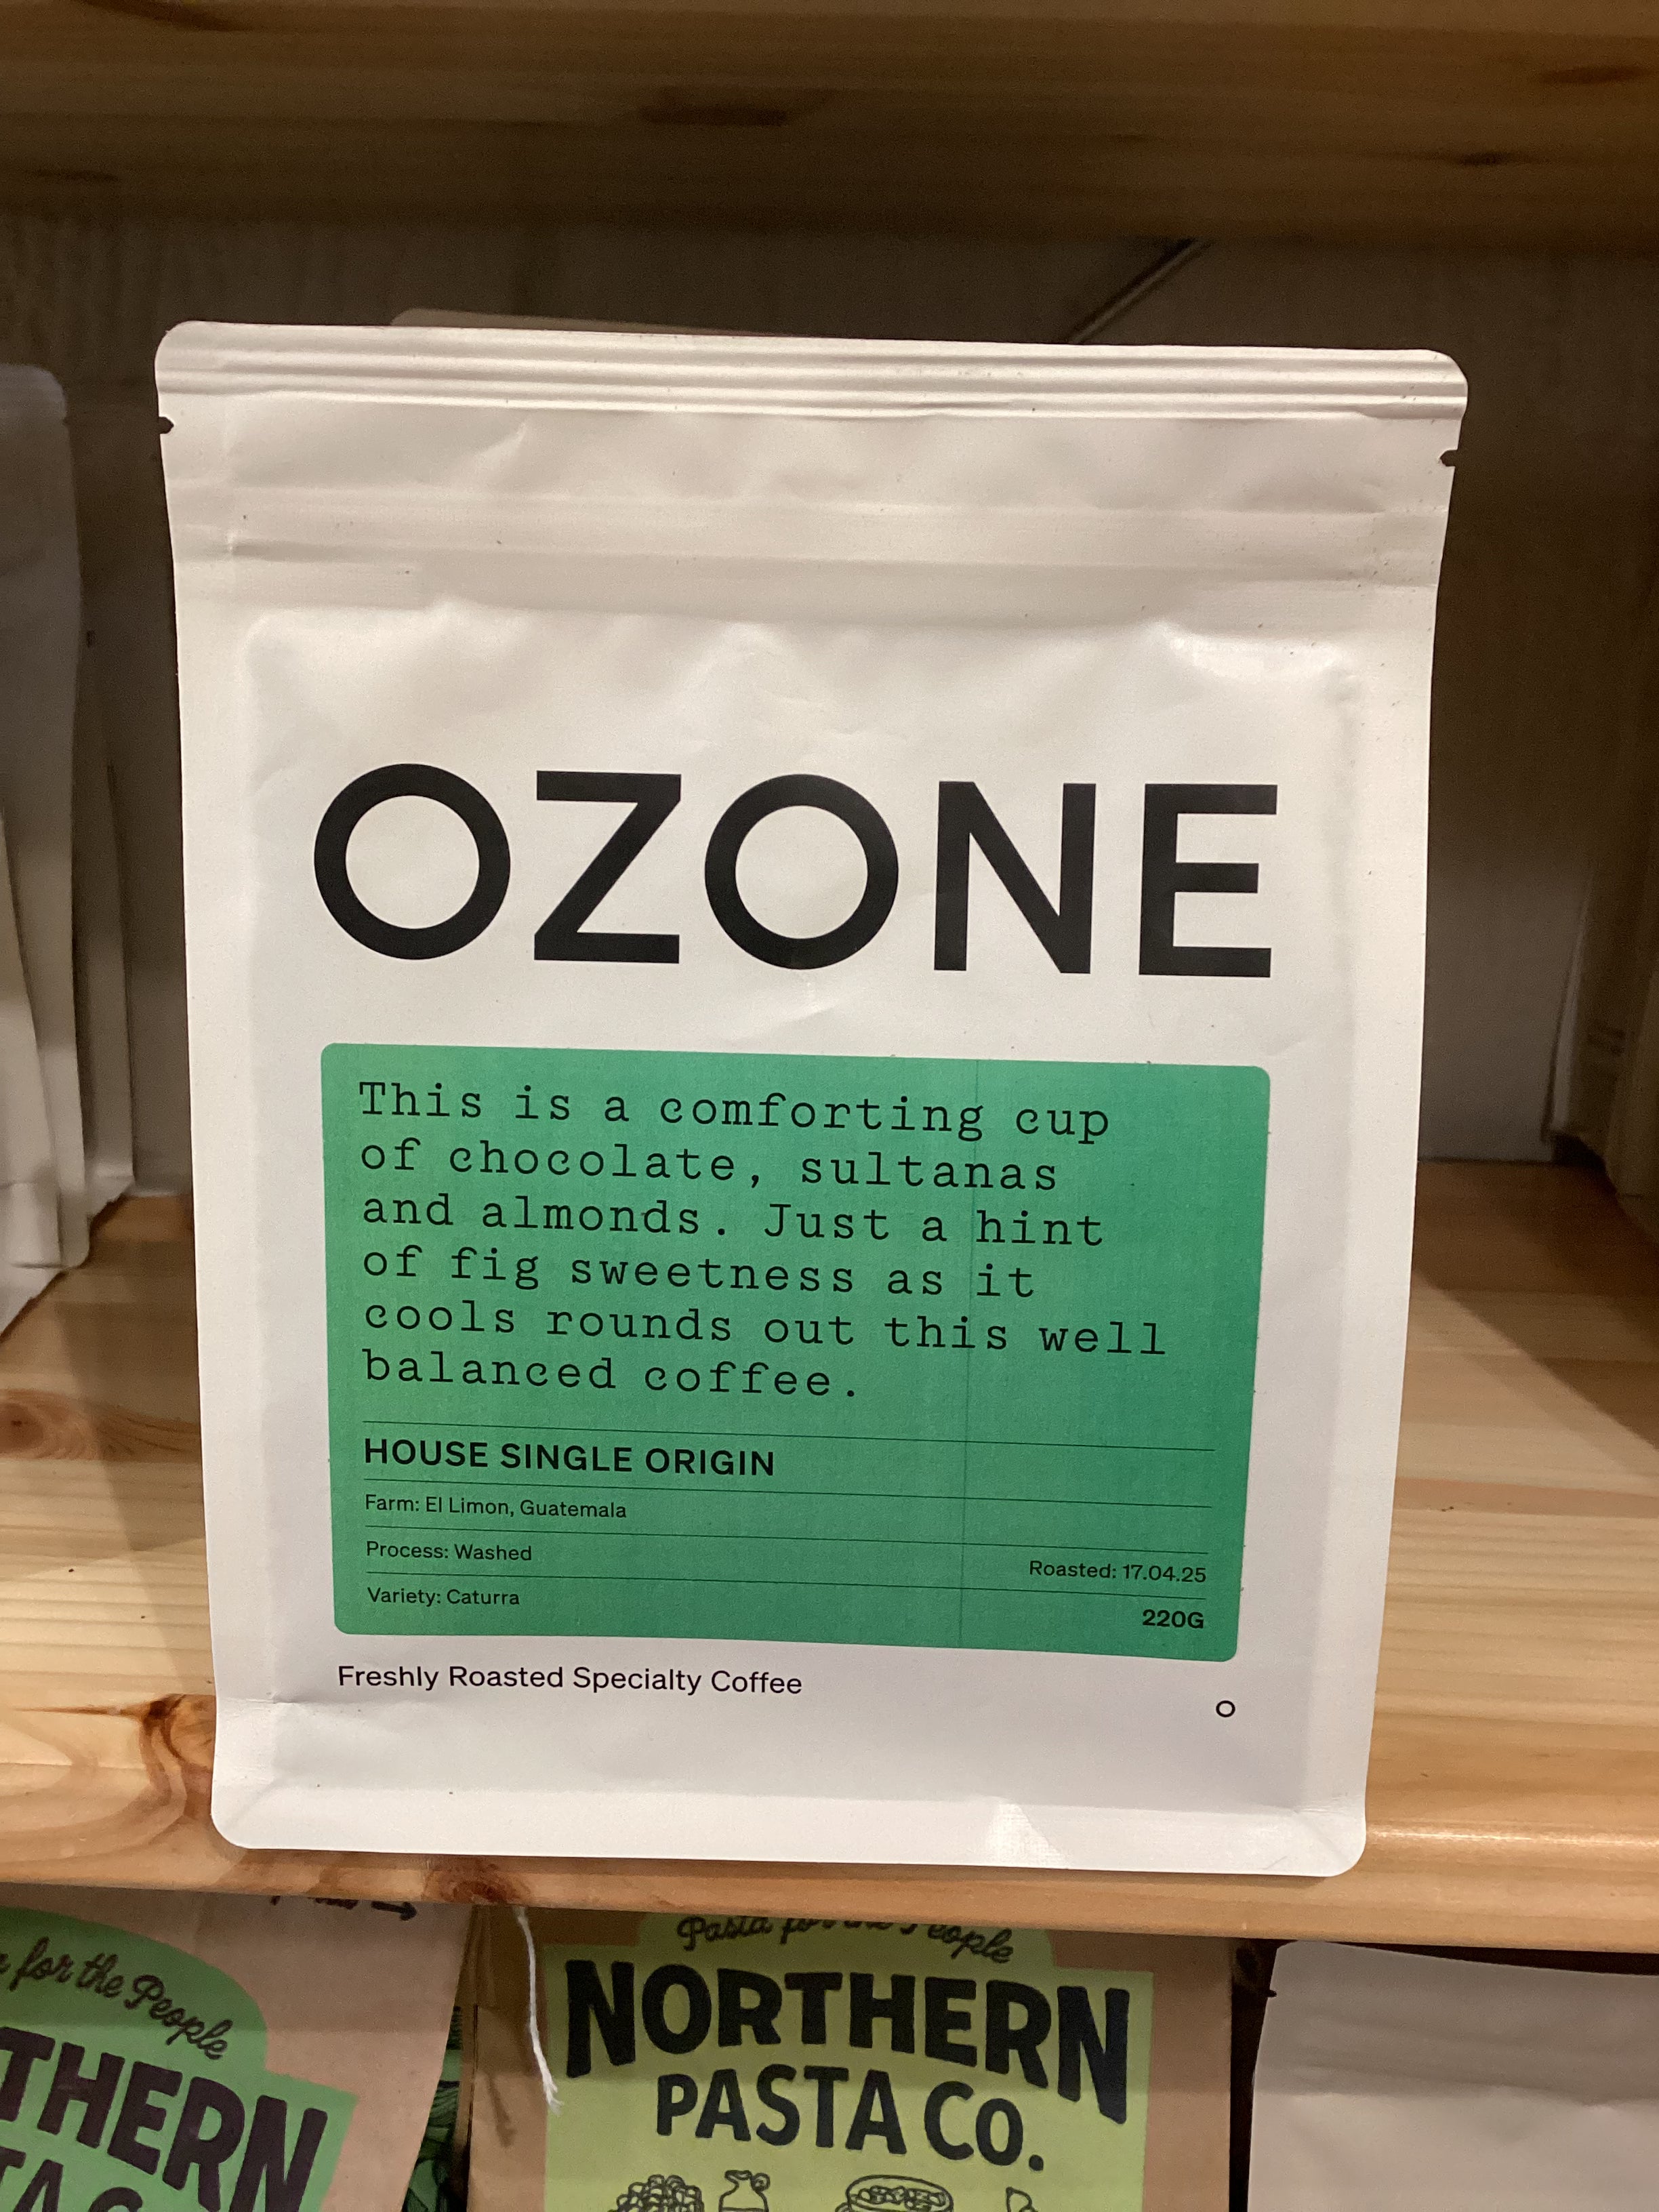 OZONE
This is a comforting cup
of chocolate, sultanas
and almonds. Just a hint
of fig sweetness as it
cools rounds out this well
balanced coffee.
HOUSE SINGLE ORIGIN
Farm: El Limon, Guatemala
Process: Washed
Roasted: 17.04.25
Variety: Caturra
220G
Freshly Roasted Specialty Coffee
O
for the People
THERN
Pasta for the People
NORTHERN
PASTA CO.